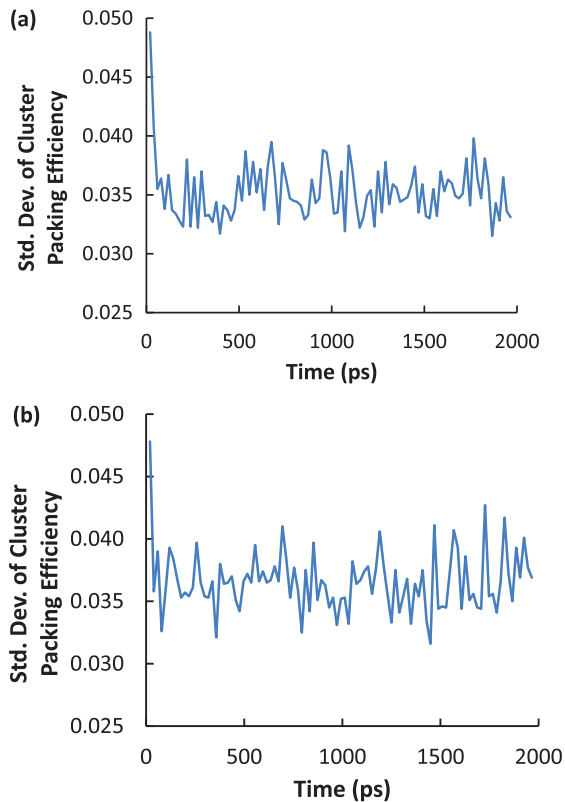 (a)
0.050
0.045
0.040
0.035
0.030
0.025
Std. Dev. of Cluster
Packing Efficiency
0 500 1000 1500 2000
Time (ps)
(b)
0.050
0.045
0.040
0.035
0.030
0.025
Std. Dev. of Cluster
Packing Efficiency
0 500 1000 1500 2000
Time (ps)